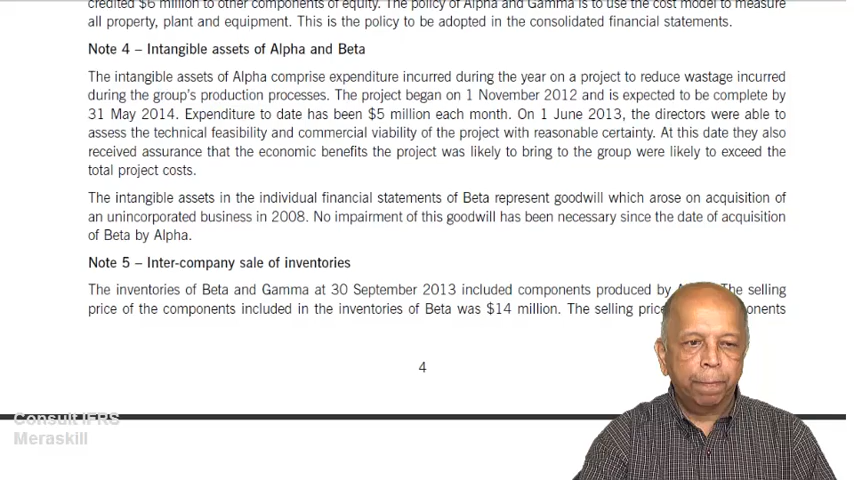 credited $6 million to other components of equity. The policy of Alpha and Gamma is to use the cost model to measure
all property, plant and equipment. This is the policy to be adopted in the consolidated financial statements.
Note 4 – Intangible assets of Alpha and Beta
The intangible assets of Alpha comprise expenditure incurred during the year on a project to reduce wastage incurred
during the group's production processes. The project began on 1 November 2012 and is expected to be complete by
31 May 2014. Expenditure to date has been $5 million each month. On 1 June 2013, the directors were able to
assess the technical feasibility and commercial viability of the project with reasonable certainty. At this date they also
received assurance that the economic benefits the project was likely to bring to the group were likely to exceed the
total project costs.
The intangible assets in the individual financial statements of Beta represent goodwill which arose on acquisition of
an unincorporated business in 2008. No impairment of this goodwill has been necessary since the date of acquisition
of Beta by Alpha.
Note 5 – Inter-company sale of inventories
The inventories of Beta and Gamma at 30 September 2013 included components produced by The selling
price of the components included in the inventories of Beta was $14 million. The selling
4
Consult IFRS
Meraskill